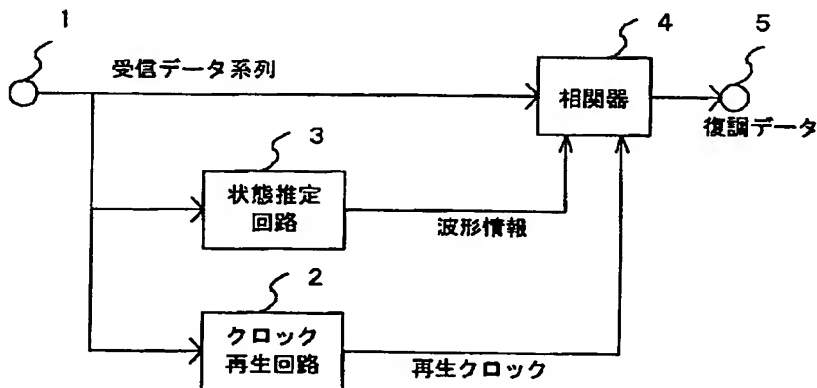 1
4
5
受信データ系列
相関器
復調データ
3
状態推定
回路
波形情報
2
クロック
再生回路
再生クロック